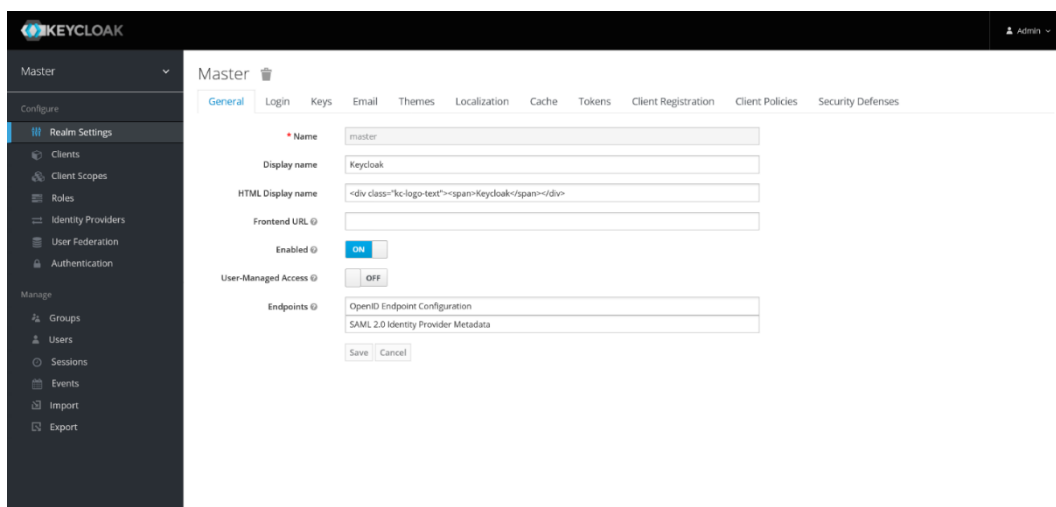 KEYCLOAK
Admin
Master
Configure
Realm Settings
Clients
Client Scopes
Roles
Identity Providers
User Federation
Authentication
Manage
Groups
Users
Sessions
Events
Import
Export
Master
General Login Keys Email Themes Localization Cache Tokens Client Registration Client Policies Security Defenses
* Name master
Display name Keycloak
HTML Display name <div class="kc-logo-text"><span>Keycloak</span></div>
Frontend URL
Enabled ON
User-Managed Access OFF
Endpoints OpenID Endpoint Configuration
SAML 2.0 Identity Provider Metadata
Save Cancel